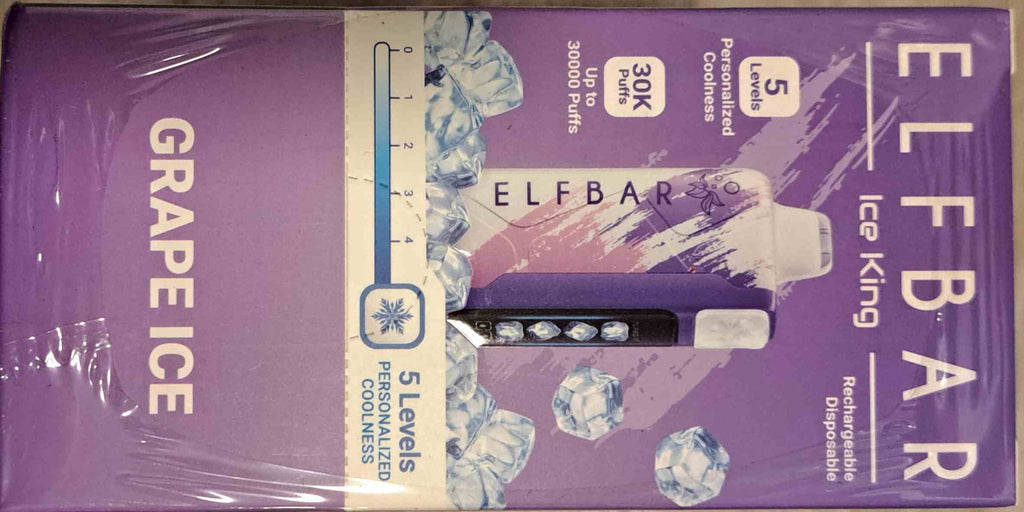 ELFBAR
Ice King
Rechargeable
Disposable
5
Levels
Personalized
Coolness
30K
Puffs
Up to
30000 Puffs
ELFBAR
0 1 2 3 4
5 Levels
PERSONALIZED
COOLNESS
GRAPE ICE